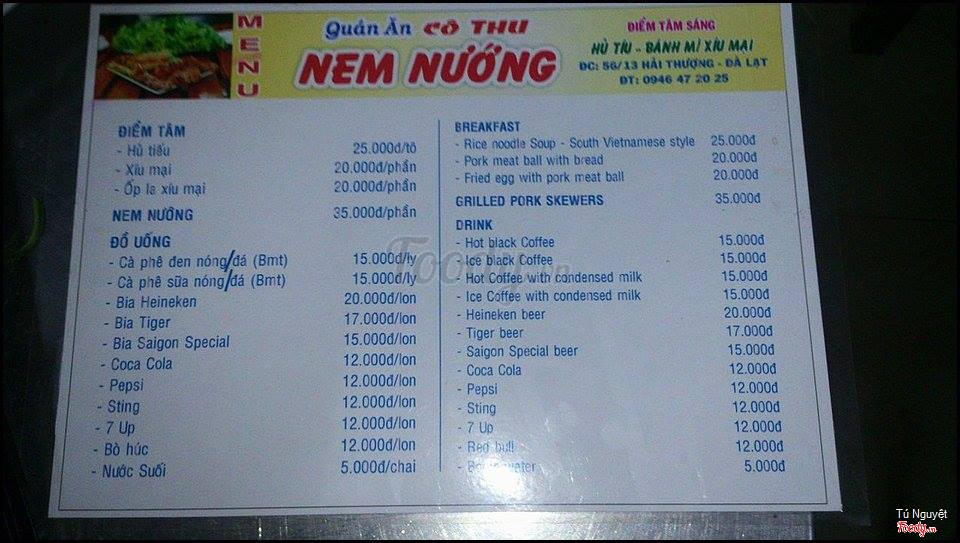 MENU
Quán Ăn CÔ THU
NEM NƯỚNG
ĐIỂM TÂM SÁNG
HỦ TÍU - BÁNH MÌ XÍU MẠI
ĐC: 56/13 HẢI THƯỢNG - ĐÀ LẠT
ĐT: 0946 47 20 25
ĐIỂM TÂM
- Hủ tiếu 25.000đ/tô
- Xíu mại 20.000đ/phần
- Ốp la xíu mại 20.000đ/phần
NEM NƯỚNG 35.000đ/phần
ĐỒ UỐNG
- Cà phê đen nóng/đá (Bmt) 15.000đ/ly
- Cà phê sữa nóng/đá (Bmt) 15.000đ/ly
- Bia Heineken 20.000đ/lon
- Bia Tiger 17.000đ/lon
- Bia Saigon Special 15.000đ/lon
- Coca Cola 12.000đ/lon
- Pepsi 12.000đ/lon
- Sting 12.000đ/lon
- 7 Up 12.000đ/lon
- Bò húc 12.000đ/lon
- Nước Suối 5.000đ/chai
BREAKFAST
- Rice noodle Soup - South Vietnamese style 25.000đ
- Pork meat ball with bread 20.000đ
- Fried egg with pork meat ball 20.000đ
GRILLED PORK SKEWERS 35.000đ
DRINK
- Hot black Coffee 15.000đ
- Ice black Coffee 15.000đ
- Hot Coffee with condensed milk 15.000đ
- Ice Coffee with condensed milk 15.000đ
- Heineken beer 20.000đ
- Tiger beer 17.000đ
- Saigon Special beer 15.000đ
- Coca Cola 12.000đ
- Pepsi 12.000đ
- Sting 12.000đ
- 7 Up 12.000đ
- Red bull 12.000đ
- water 5.000đ
Foody.vn
Tú Nguyệt
Foody.vn